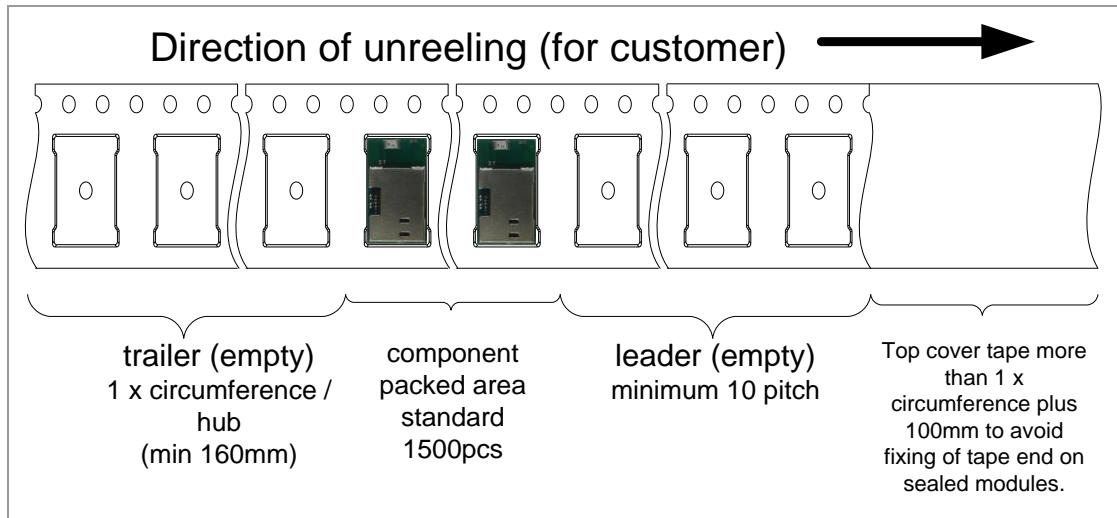 Direction of unreeling (for customer)
trailer (empty)
1 x circumference /
hub
(min 160mm)
component
packed area
standard
1500pcs
leader (empty)
minimum 10 pitch
Top cover tape more
than 1 x
circumference plus
100mm to avoid
fixing of tape end on
sealed modules.